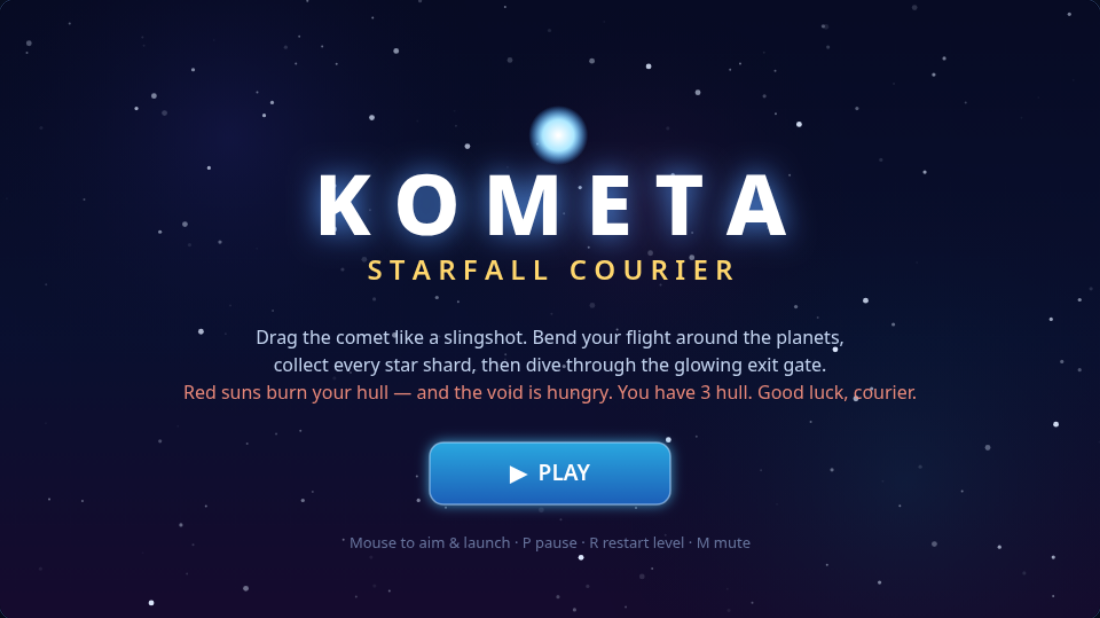 KOMETA
STARFALL COURIER
Drag the comet like a slingshot. Bend your flight around the planets,
collect every star shard, then dive through the glowing exit gate.
Red suns burn your hull — and the void is hungry. You have 3 hull. Good luck, courier.
▶ PLAY
Mouse to aim & launch · P pause · R restart level · M mute